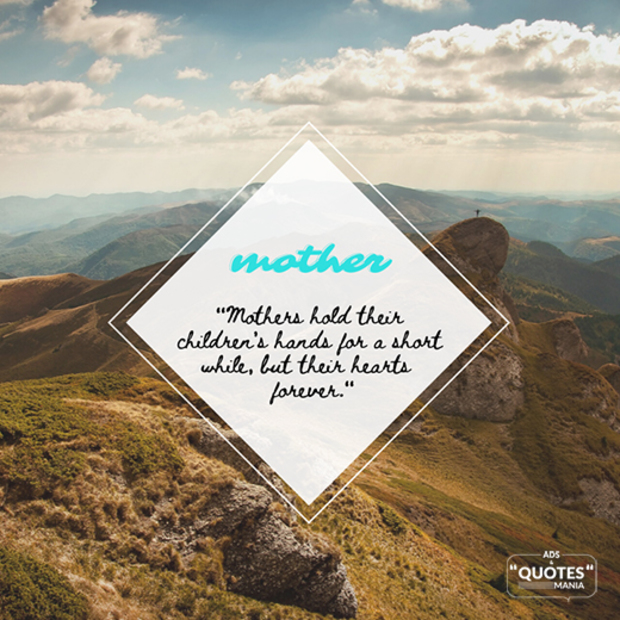 mother
"Mothers hold their
children's hands for a short
while, but their hearts
forever."
ADS
"QUOTES"
MANIA